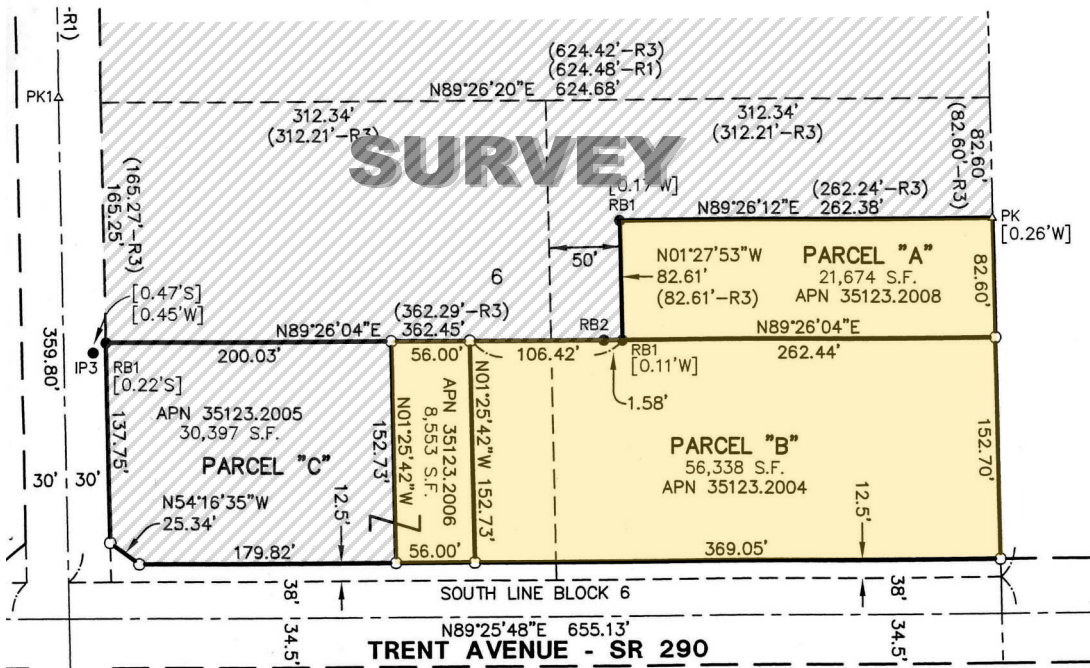 -R1)
(624.42'-R3)
(624.48'-R1)
N89°26'20"E 624.68'
PK1
312.34'
(312.21'-R3)
312.34'
(312.21'-R3)
82.60'
(82.60'-R3)
SURVEY
(165.27'-R3)
165.25'
[0.17'W]
RB1
(262.24'-R3)
N89°26'12"E 262.38'
PK
[0.26'W]
50'
N01°27'53"W
82.61'
(82.61'-R3)
PARCEL "A"
21,674 S.F.
APN 35123.2008
82.60'
6
[0.47'S]
[0.45'W]
(362.29'-R3)
N89°26'04"E 362.45'
RB2
N89°26'04"E
359.80'
IP3
200.03'
56.00'
106.42'
RB1
[0.11'W]
262.44'
RB1
[0.22'S]
1.58'
137.75'
APN 35123.2005
30,397 S.F.
PARCEL "C"
N01°25'42"W
152.73'
APN 35123.2006
8,553 S.F.
N01°25'42"W 152.73'
PARCEL "B"
56,338 S.F.
APN 35123.2004
152.70'
30'
30'
N54°16'35"W
25.34'
12.5'
7
12.5'
179.82'
56.00'
369.05'
38'
SOUTH LINE BLOCK 6
38'
34.5'
N89°25'48"E 655.13'
34.5'
TRENT AVENUE - SR 290